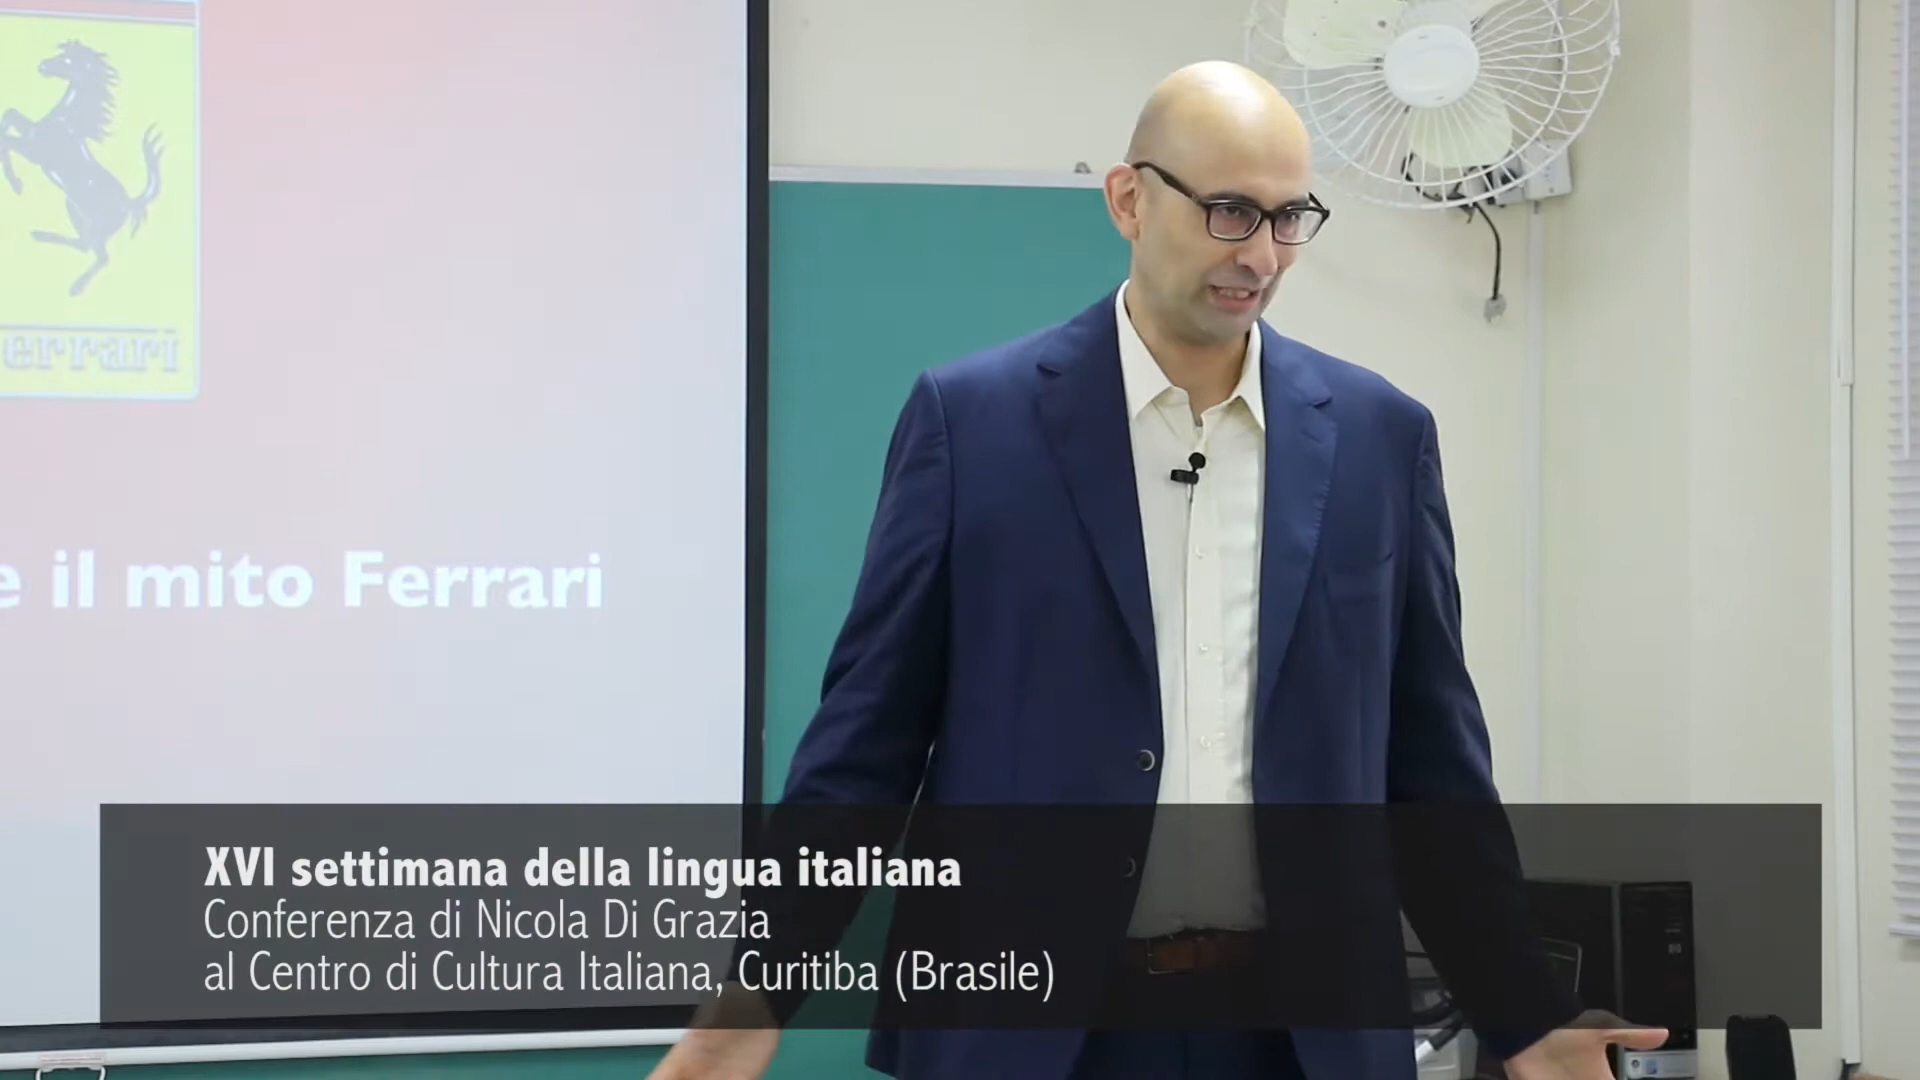 errari
e il mito Ferrari
XVI settimana della lingua italiana
Conferenza di Nicola Di Grazia
al Centro di Cultura Italiana, Curitiba (Brasile)